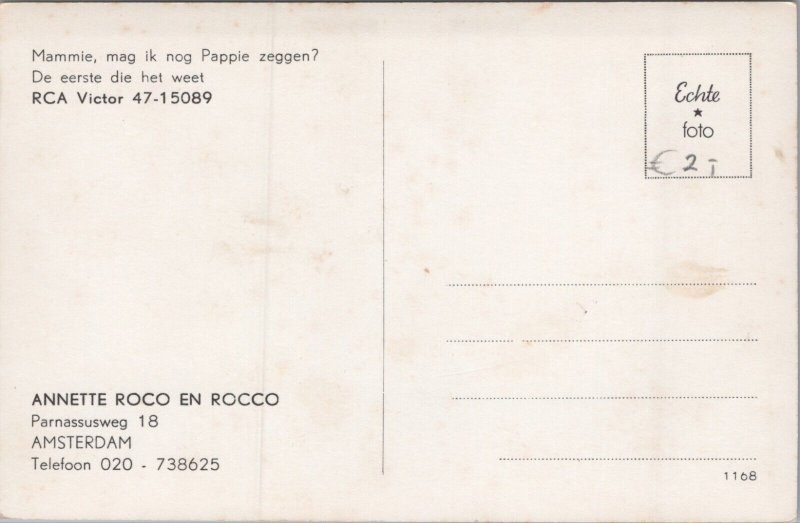 Mammie, mag ik nog Pappie zeggen?
De eerste die het weet
RCA Victor 47-15089
Echte
★
foto
€ 2,-
ANNETTE ROCO EN ROCCO
Parnassusweg 18
AMSTERDAM
Telefoon 020 - 738625
1168